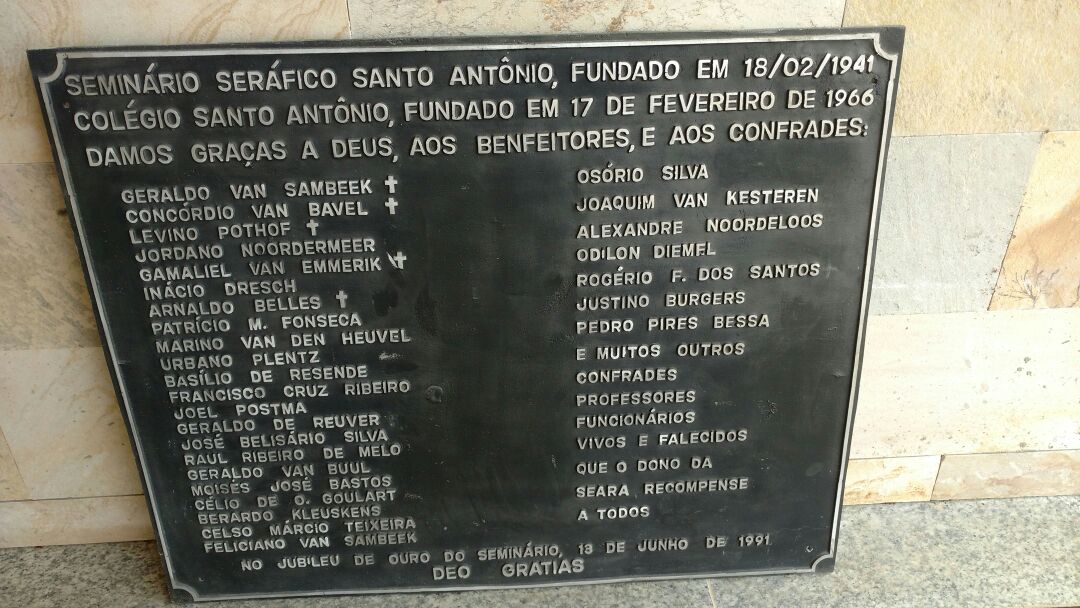 SEMINÁRIO SERÁFICO SANTO ANTÔNIO, FUNDADO EM 18/02/1941
COLÉGIO SANTO ANTÔNIO, FUNDADO EM 17 DE FEVEREIRO DE 1966
DAMOS GRAÇAS A DEUS, AOS BENFEITORES, E AOS CONFRADES:
GERALDO VAN SAMBEEK ✝
CONCÓRDIO VAN BAVEL ✝
LEVINO POTHOF ✝
JORDANO NOORDERMEER
GAMALIEL VAN EMMERIK ✝
INÁCIO DRESCH
ARNALDO BELLES ✝
PATRÍCIO M. FONSECA
MARINO VAN DEN HEUVEL
URBANO PLENTZ
BASÍLIO DE RESENDE
FRANCISCO CRUZ RIBEIRO
JOEL POSTMA
GERALDO DE REUVER
JOSÉ BELISÁRIO SILVA
RAUL RIBEIRO DE MELO
GERALDO VAN BUUL
MOISÉS JOSÉ BASTOS
CÉLIO DE O. GOULART
BERARDO KLEUSKENS
CELSO MÁRCIO TEIXEIRA
FELICIANO VAN SAMBEEK
OSÓRIO SILVA
JOAQUIM VAN KESTEREN
ALEXANDRE NOORDELOOS
ODILON DIEMEL
ROGÉRIO F. DOS SANTOS
JUSTINO BURGERS
PEDRO PIRES BESSA
E MUITOS OUTROS
CONFRADES
PROFESSORES
FUNCIONÁRIOS
VIVOS E FALECIDOS
QUE O DONO DA
SEARA RECOMPENSE
A TODOS
NO JUBILEU DE OURO DO SEMINÁRIO, 13 DE JUNHO DE 1991
DEO GRATIAS